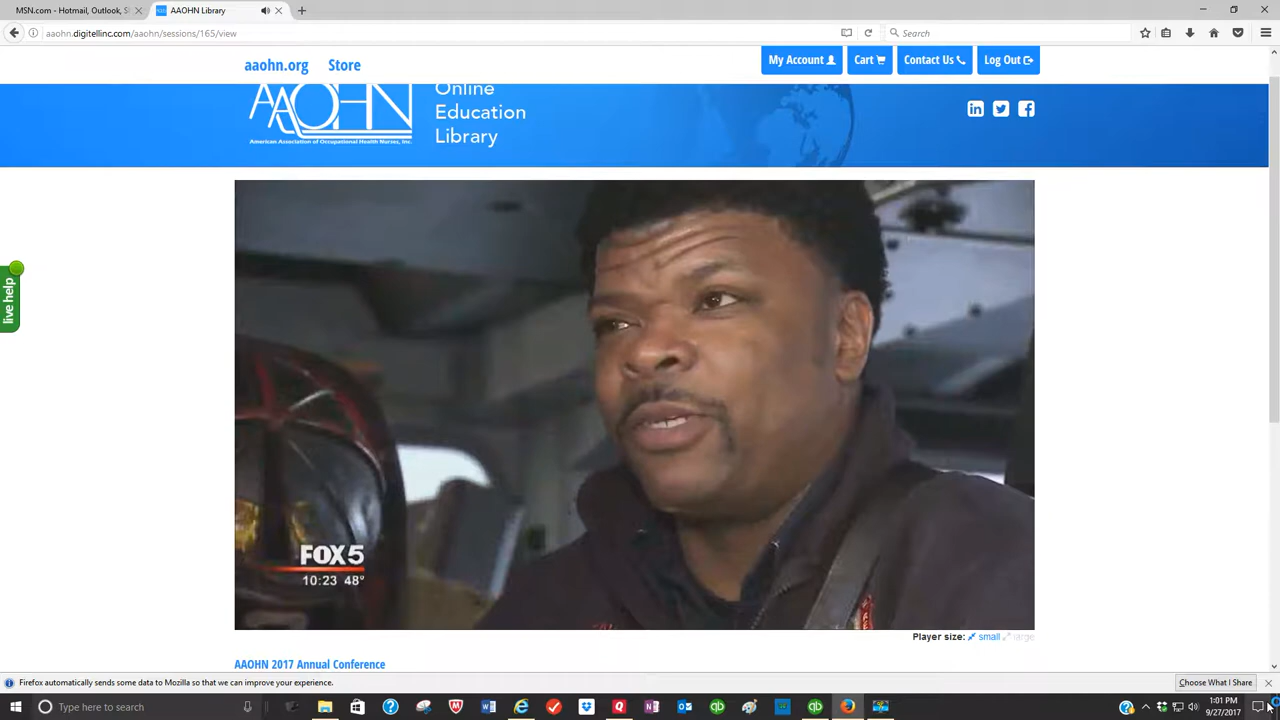 MSN.com - Hotmail, Outlook, S
AAOHN Library
aaohn.digitellinc.com/aaohn/sessions/165/view
Search
aaohn.org
Store
My Account
Cart
Contact Us
Log Out
AAOHN
American Association of Occupational Health Nurses, Inc.
Online
Education
Library
live help
FOX 5
10:23 48°
Player size: small large
AAOHN 2017 Annual Conference
Firefox automatically sends some data to Mozilla so that we can improve your experience.
Choose What I Share
Type here to search
1:01 PM
9/27/2017